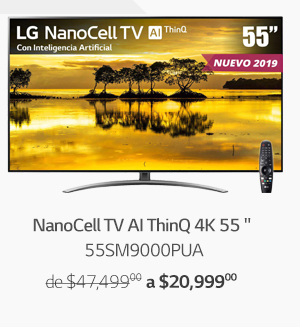 LG NanoCell TV AI ThinQ
Con Inteligencia Artificial
55"
NUEVO 2019
NanoCell TV AI ThinQ 4K 55 "
55SM9000PUA
de $47,499⁰⁰ a $20,999⁰⁰